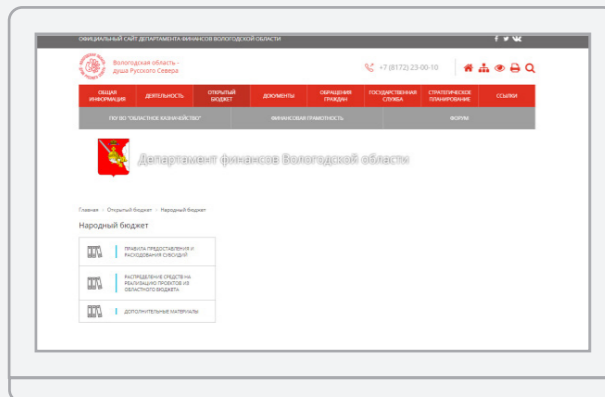 ОФИЦИАЛЬНЫЙ САЙТ ДЕПАРТАМЕНТА ФИНАНСОВ ВОЛОГОДСКОЙ ОБЛАСТИ
Вологодская область -
душа Русского Севера
+7 (8172) 23-00-10
ОБЩАЯ ИНФОРМАЦИЯ
ДЕЯТЕЛЬНОСТЬ
ОТКРЫТЫЙ БЮДЖЕТ
ДОКУМЕНТЫ
ОБРАЩЕНИЯ ГРАЖДАН
ГОСУДАРСТВЕННАЯ СЛУЖБА
СТРАТЕГИЧЕСКОЕ ПЛАНИРОВАНИЕ
ССЫЛКИ
ГКУ ВО "ОБЛАСТНОЕ КАЗНАЧЕЙСТВО"
ФИНАНСОВАЯ ГРАМОТНОСТЬ
ФОРУМ
Департамент финансов Вологодской области
Главная › Открытый бюджет › Народный бюджет
Народный бюджет
ПРАВИЛА ПРЕДОСТАВЛЕНИЯ И
РАСХОДОВАНИЯ СУБСИДИЙ
РАСПРЕДЕЛЕНИЕ СРЕДСТВ НА
РЕАЛИЗАЦИЮ ПРОЕКТОВ ИЗ
ОБЛАСТНОГО БЮДЖЕТА
ДОПОЛНИТЕЛЬНЫЕ МАТЕРИАЛЫ